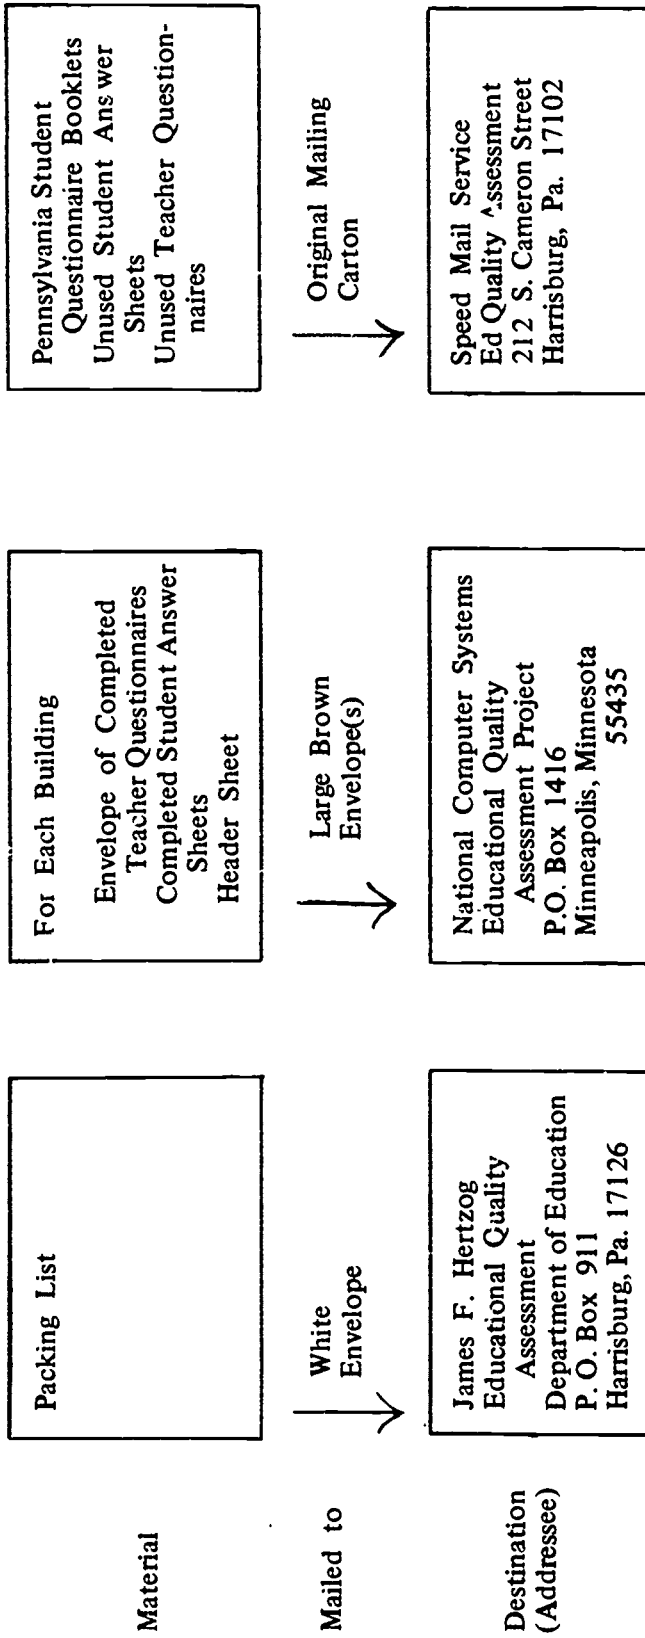 Material
Packing List
For Each Building
Envelope of Completed
Teacher Questionnaires
Completed Student Answer
Sheets
Header Sheet
Pennsylvania Student
Questionnaire Booklets
Unused Student Answer
Sheets
Unused Teacher Question-
naires
Mailed to
White
Envelope
Large Brown
Envelope(s)
Original Mailing
Carton
Destination
(Addressee)
James F. Hertzog
Educational Quality
Assessment
Department of Education
P. O. Box 911
Harrisburg, Pa. 17126
National Computer Systems
Educational Quality
Assessment Project
P.O. Box 1416
Minneapolis, Minnesota
55435
Speed Mail Service
Ed Quality Assessment
212 S. Cameron Street
Harrisburg, Pa. 17102